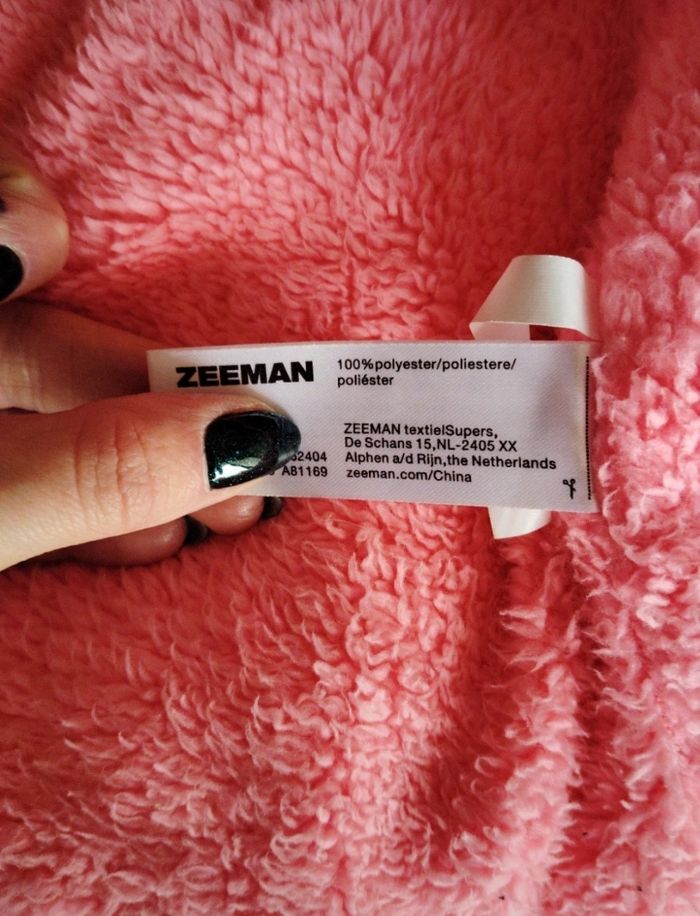 ZEEMAN
100%polyester/poliestere/
poliéster
ZEEMAN textielSupers,
De Schans 15,NL-2405 XX
Alphen a/d Rijn,the Netherlands
zeeman.com/China
2404
A81169